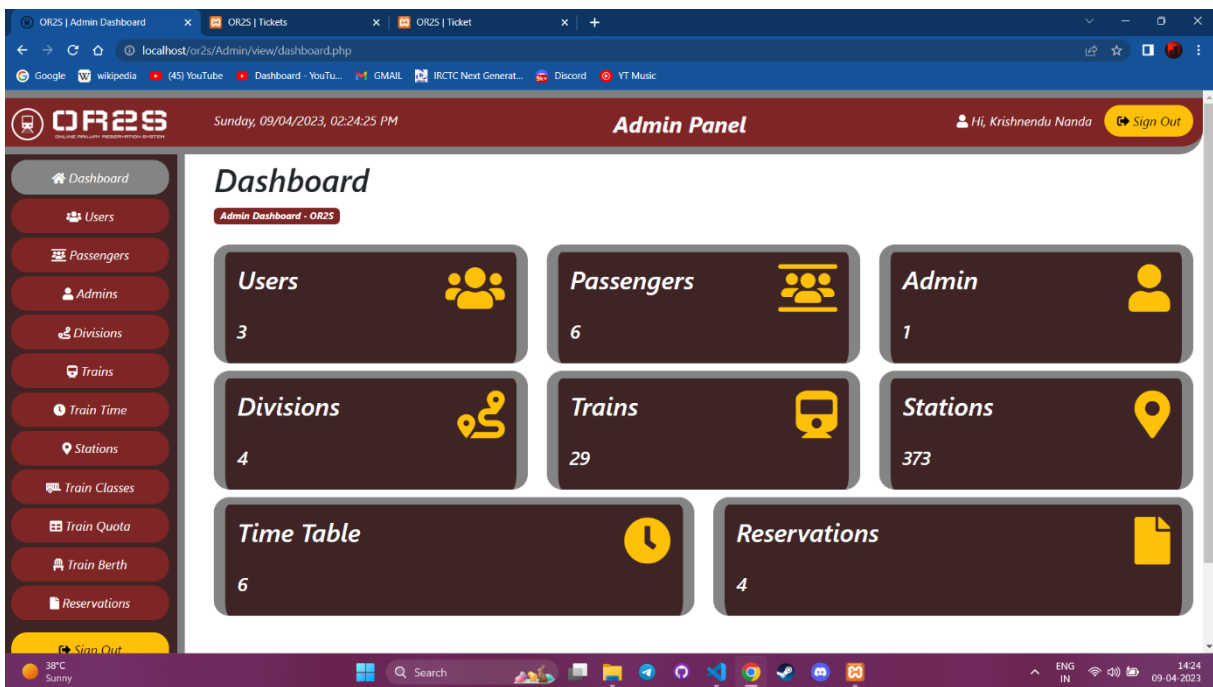 OR2S | Admin Dashboard
OR2S | Tickets
OR2S | Ticket
localhost/or2s/Admin/view/dashboard.php
Google
wikipedia
(45) YouTube
Dashboard - YouTu...
GMAIL
IRCTC Next Generat...
Discord
YT Music
OR2S
ONLINE RAILWAY RESERVATION SYSTEM
Sunday, 09/04/2023, 02:24:25 PM
Admin Panel
Hi, Krishnendu Nanda
Sign Out
Dashboard
Users
Passengers
Admins
Divisions
Trains
Train Time
Stations
Train Classes
Train Quota
Train Berth
Reservations
Sign Out
Dashboard
Admin Dashboard - OR2S
Users
3
Passengers
6
Admin
1
Divisions
4
Trains
29
Stations
373
Time Table
6
Reservations
4
38°C
Sunny
Search
ENG
IN
14:24
09-04-2023